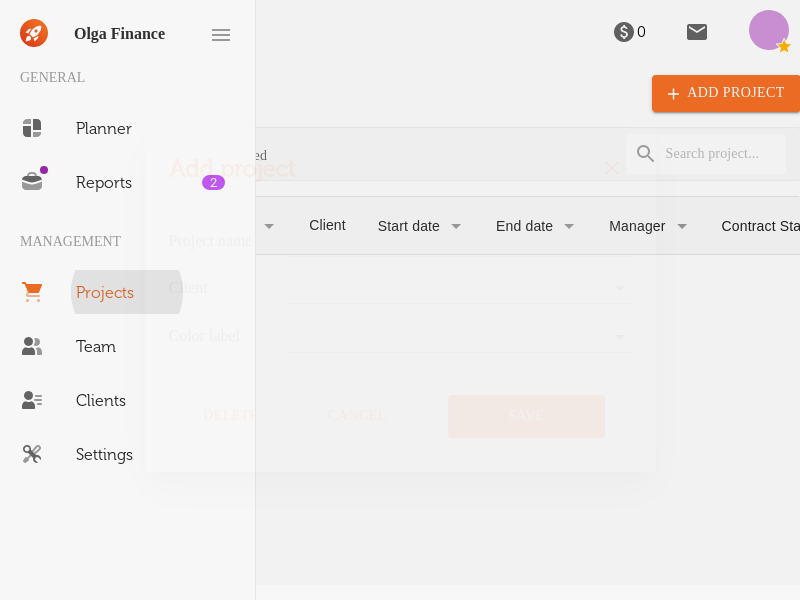 Olga Finance
0
GENERAL
ADD PROJECT
Planner
ed
Search project...
Add project
Reports
2
Client
Start date
End date
Manager
Contract Sta
MANAGEMENT
Project name
Projects
Client
Color label
Team
Clients
DELETE
CANCEL
SAVE
Settings